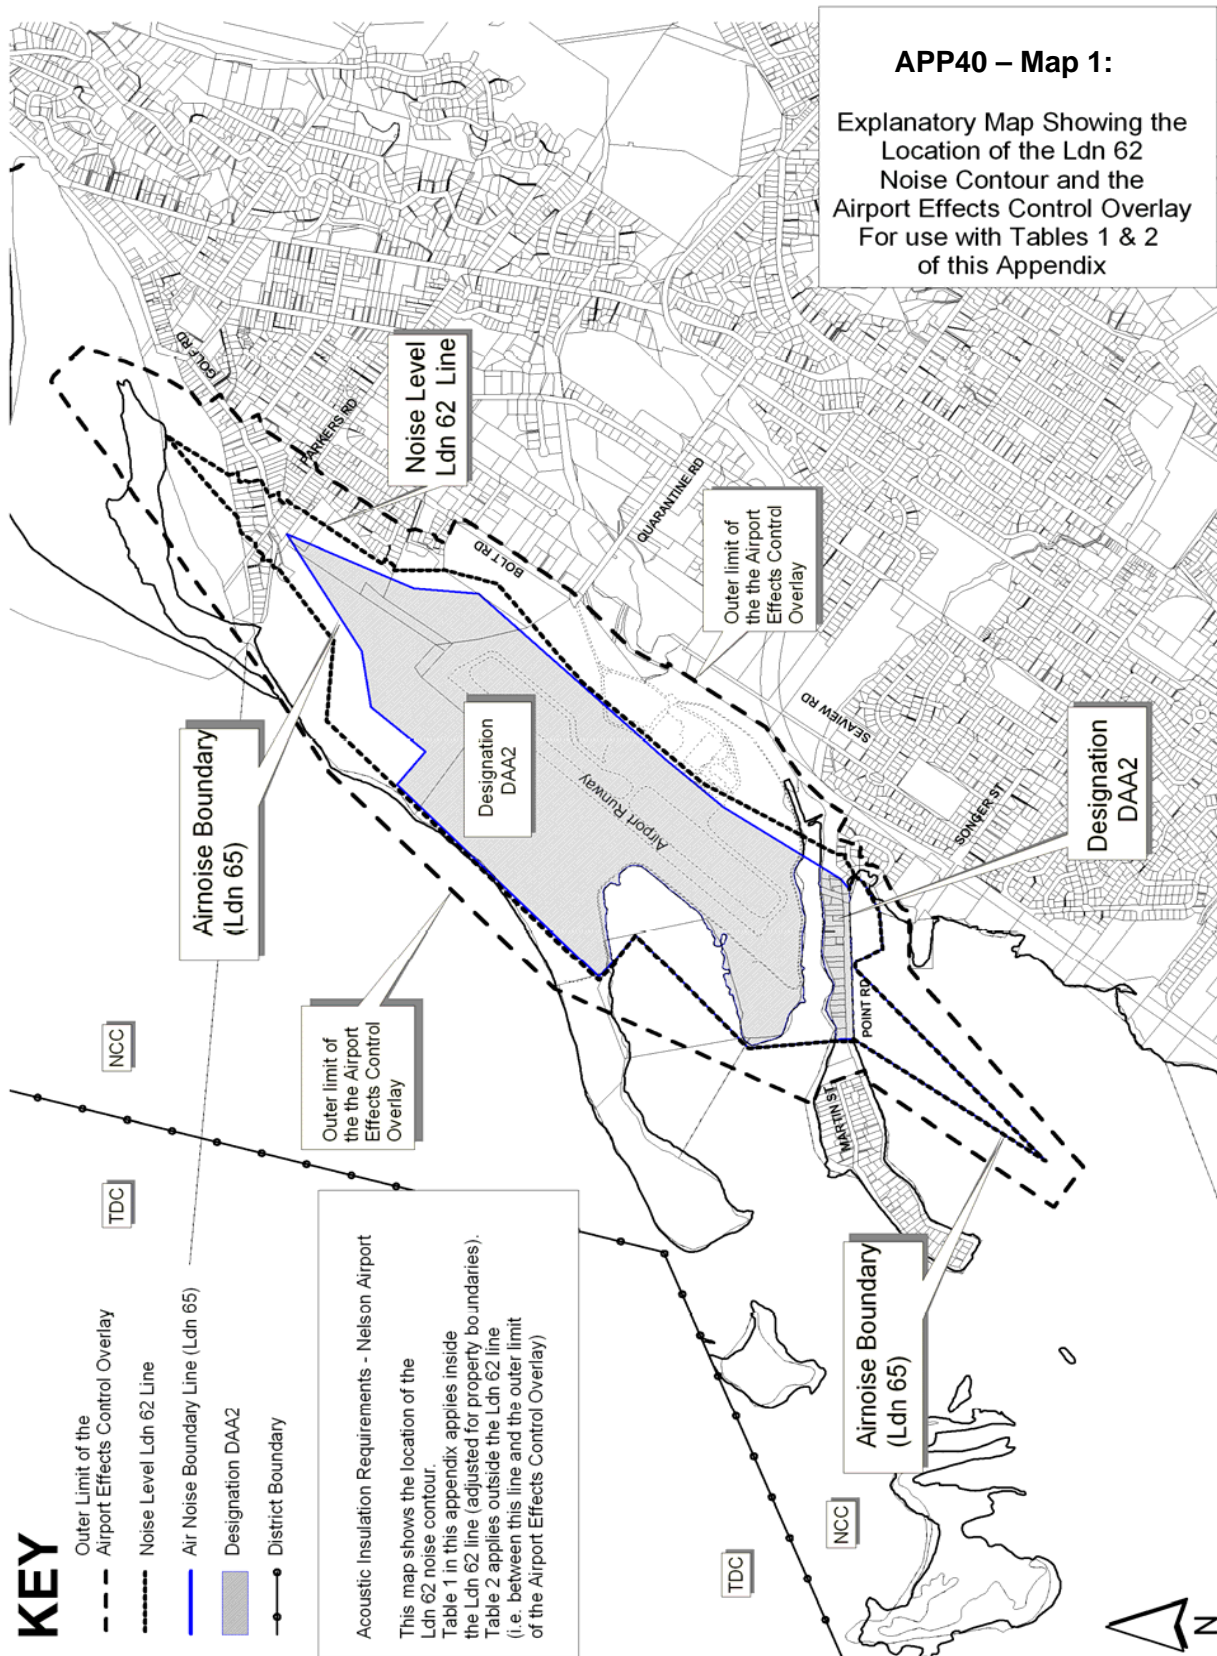 APP40 – Map 1:
Explanatory Map Showing the
Location of the Ldn 62
Noise Contour and the
Airport Effects Control Overlay
For use with Tables 1 & 2
of this Appendix
GOLF RD
PARKERS RD
Noise Level
Ldn 62 Line
QUARANTINE RD
BOLT RD
Outer limit of
the the Airport
Effects Control
Overlay
SEAVIEW RD
SONGER ST
Designation
DAA2
Airnoise Boundary
(Ldn 65)
Designation
DAA2
Airport Runway
POINT RD
MARTIN ST
Outer limit of
the the Airport
Effects Control
Overlay
Airnoise Boundary
(Ldn 65)
NCC
TDC
NCC
TDC
KEY
Outer Limit of the
Airport Effects Control Overlay
Noise Level Ldn 62 Line
Air Noise Boundary Line (Ldn 65)
Designation DAA2
District Boundary
Acoustic Insulation Requirements - Nelson Airport
This map shows the location of the
Ldn 62 noise contour.
Table 1 in this appendix applies inside
the Ldn 62 line (adjusted for property boundaries).
Table 2 applies outside the Ldn 62 line
(i.e. between this line and the outer limit
of the Airport Effects Control Overlay)
N